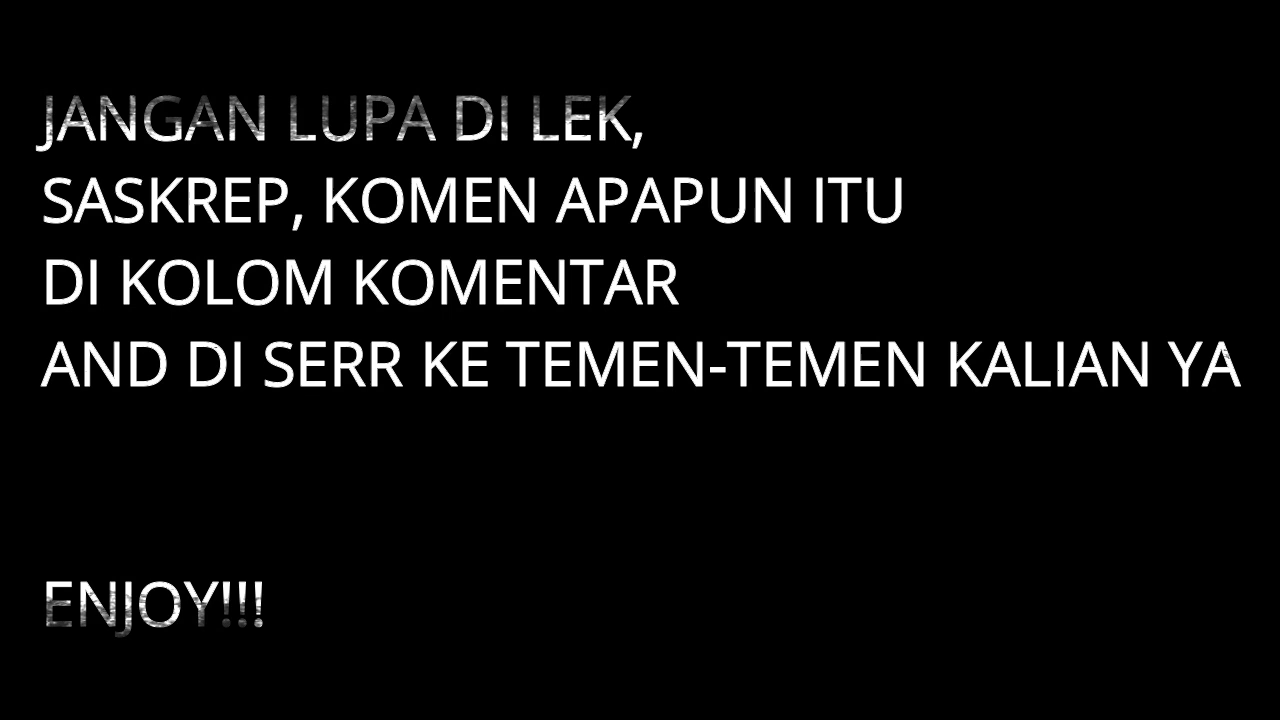 JANGAN LUPA DI LEK,
SASKREP, KOMEN APAPUN ITU
DI KOLOM KOMENTAR
AND DI SERR KE TEMEN-TEMEN KALIAN YA
ENJOY!!!